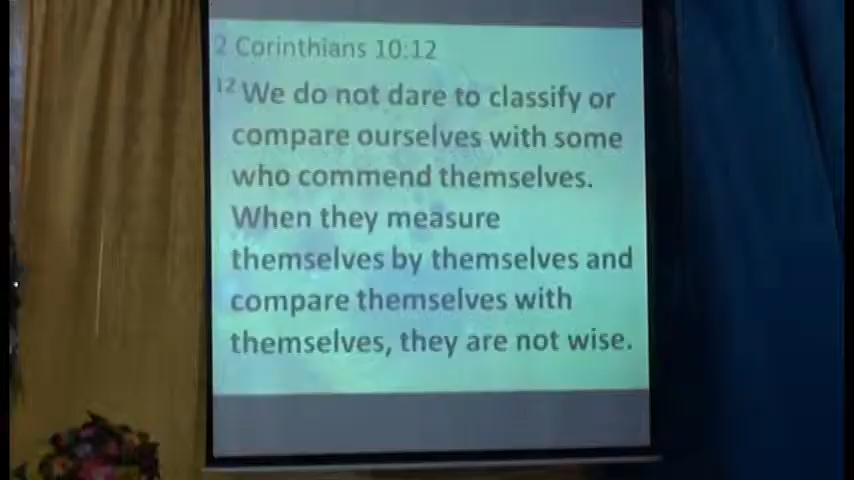 2 Corinthians 10:12
12 We do not dare to classify or
compare ourselves with some
who commend themselves.
When they measure
themselves by themselves and
compare themselves with
themselves, they are not wise.